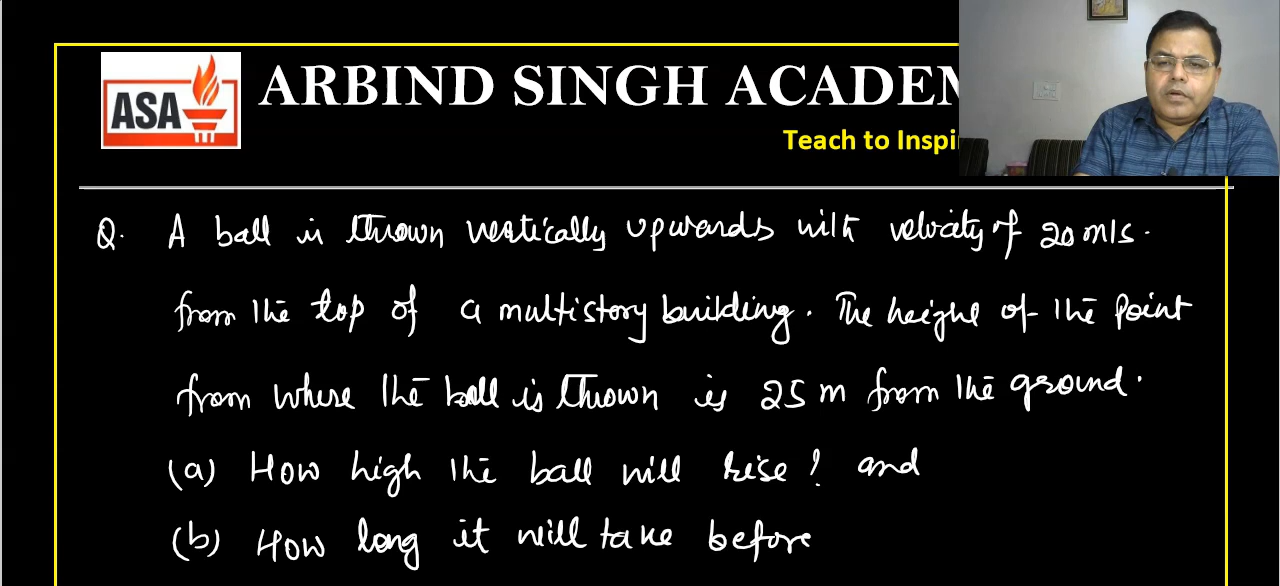 ASA
ARBIND SINGH ACADEM
Teach to Inspi
Q. A ball is thrown vertically upwards with velocity of 20 m/s.
from the top of a multistory building. The height of the point
from where the ball is thrown is 25 m from the ground.
(a) How high the ball will rise? and
(b) How long it will take before